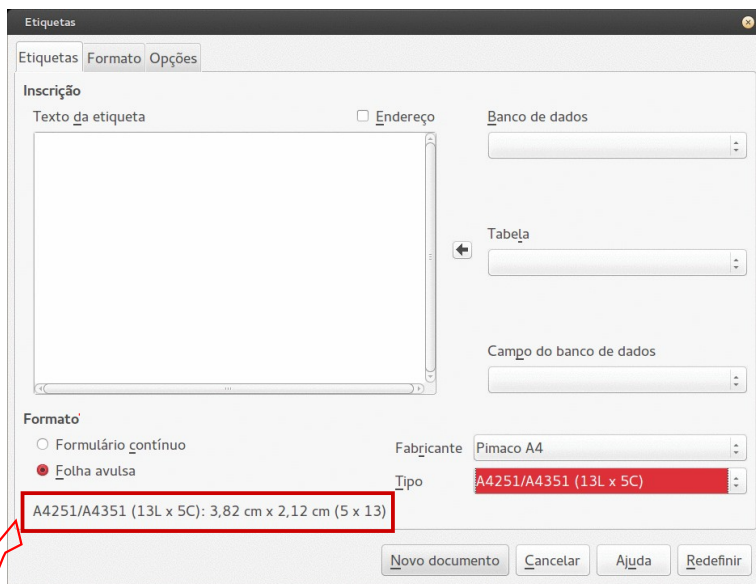 Etiquetas
Etiquetas Formato Opções
Inscrição
Texto da etiqueta
Endereço
Banco de dados
Tabela
Campo do banco de dados
Formato
Formulário contínuo
Folha avulsa
Fabricante Pimaco A4
Tipo A4251/A4351 (13L x 5C)
A4251/A4351 (13L x 5C): 3,82 cm x 2,12 cm (5 x 13)
Novo documento Cancelar Ajuda Redefinir